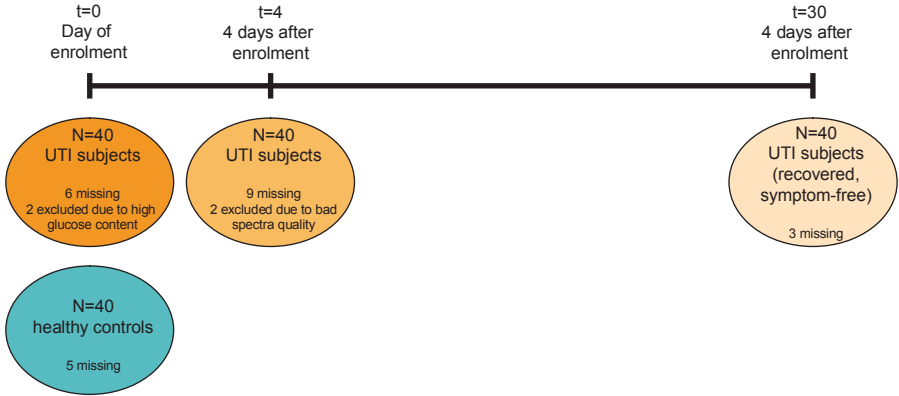 t=0
Day of
enrolment
t=4
4 days after
enrolment
t=30
4 days after
enrolment
N=40
UTI subjects
6 missing
2 excluded due to high
glucose content
N=40
UTI subjects
9 missing
2 excluded due to bad
spectra quality
N=40
UTI subjects
(recovered,
symptom-free)
3 missing
N=40
healthy controls
5 missing